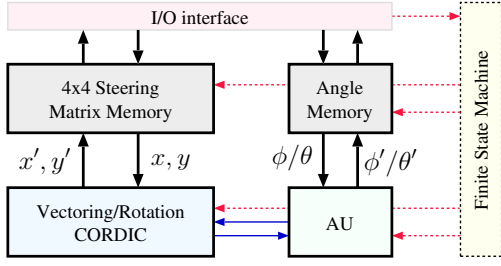 I/O interface
4x4 Steering
Matrix Memory
Angle
Memory
x′, y′
x, y
ϕ/θ
ϕ′/θ′
Vectoring/Rotation
CORDIC
AU
Finite State Machine